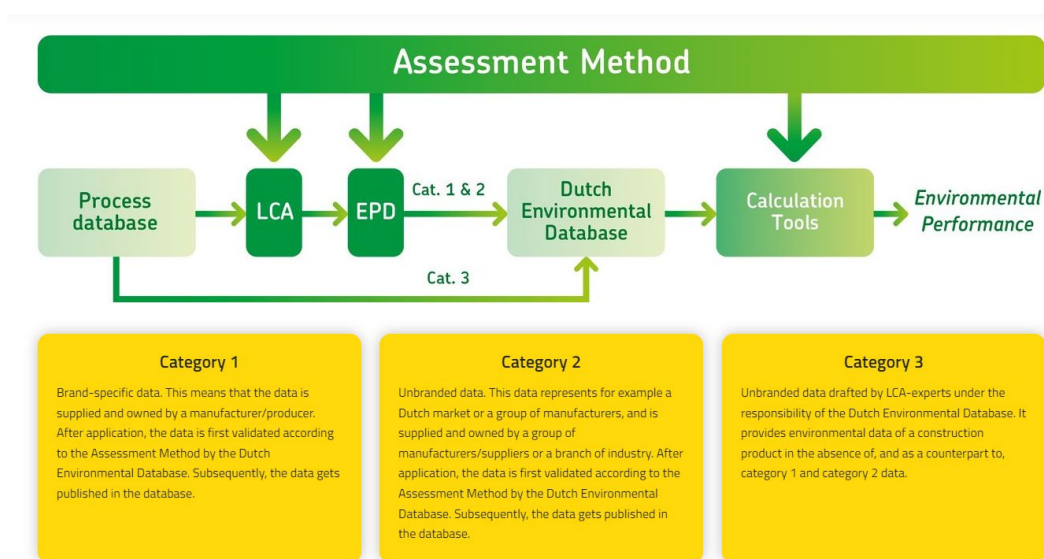 Assessment Method
Process
database
LCA
EPD
Cat. 1 & 2
Dutch
Environmental
Database
Calculation
Tools
Environmental
Performance
Cat. 3
Category 1
Brand-specific data. This means that the data is
supplied and owned by a manufacturer/producer.
After application, the data is first validated according
to the Assessment Method by the Dutch
Environmental Database. Subsequently, the data gets
published in the database.
Category 2
Unbranded data. This data represents for example a
Dutch market or a group of manufacturers, and is
supplied and owned by a group of
manufacturers/suppliers or a branch of industry. After
application, the data is first validated according to the
Assessment Method by the Dutch Environmental
Database. Subsequently, the data gets published in
the database.
Category 3
Unbranded data drafted by LCA-experts under the
responsibility of the Dutch Environmental Database. It
provides environmental data of a construction
product in the absence of, and as a counterpart to,
category 1 and category 2 data.